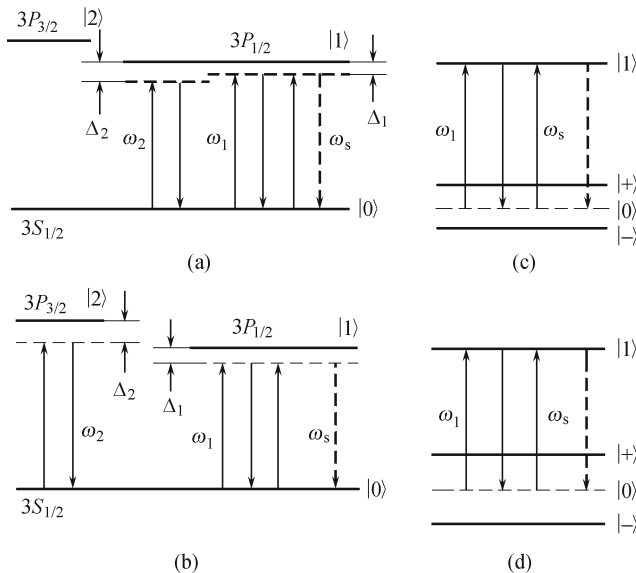 3P3/2 |2⟩
3P1/2 |1⟩
Δ2 ω2 ω1 ωs Δ1
|0⟩
3S1/2
(a)
|1⟩
ω1 ωs
|+⟩
|0⟩
|−⟩
(c)
3P3/2 |2⟩
3P1/2 |1⟩
Δ2 Δ1
ω2 ω1 ωs
|0⟩
3S1/2
(b)
|1⟩
ω1 ωs
|+⟩
|0⟩
|−⟩
(d)